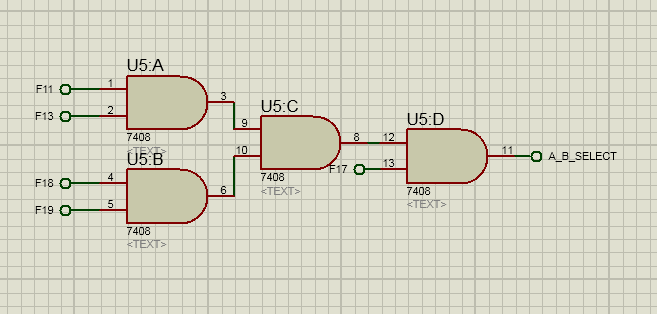 U5:A
F11
1
3
F13
2
7408
<TEXT>
U5:B
F18
4
6
F19
5
7408
<TEXT>
U5:C
9
8
10
7408
<TEXT>
U5:D
12
11
A_B_SELECT
F17
13
7408
<TEXT>